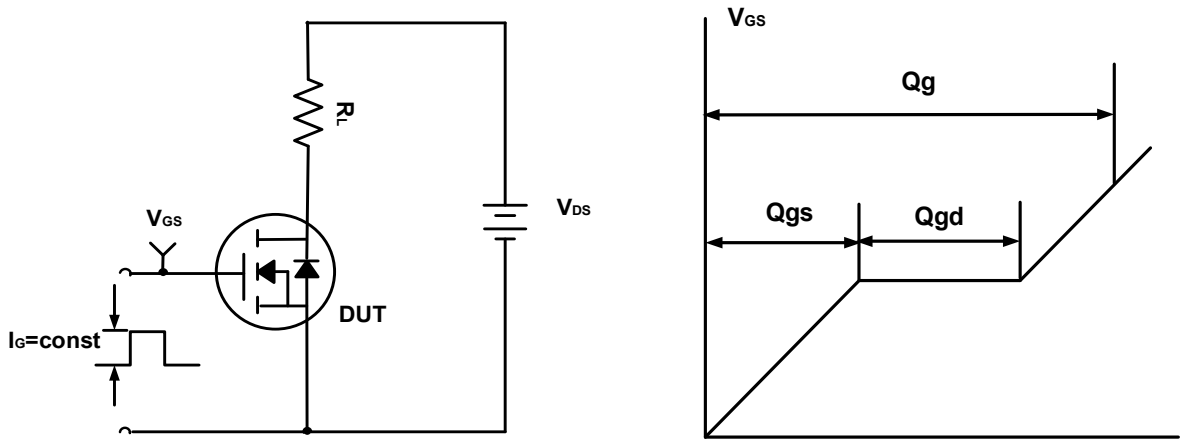 RL
VGS
VDS
DUT
IG=const
VGS
Qg
Qgs
Qgd